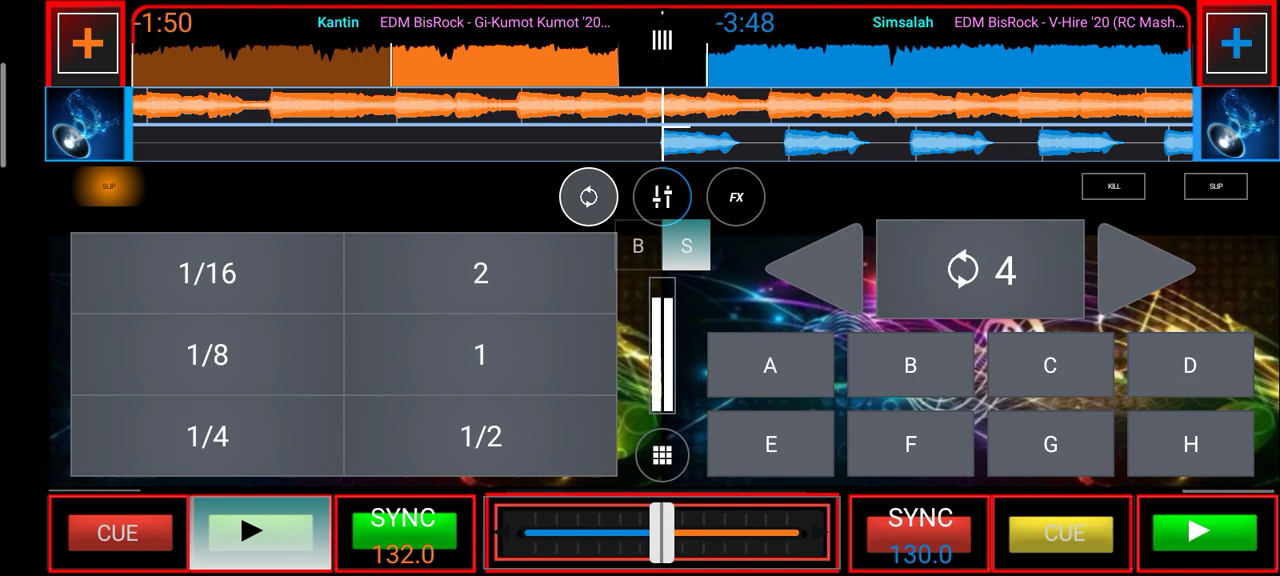 -1:50 Kantin EDM BisRock - Gi-Kumot Kumot '20... -3:48 Simsalah EDM BisRock - V-Hire '20 (RC Mash...
SLIP FX KILL SLIP
B S
1/16 2 4
1/8 1 A B C D
1/4 1/2 E F G H
CUE SYNC SYNC CUE
132.0 130.0